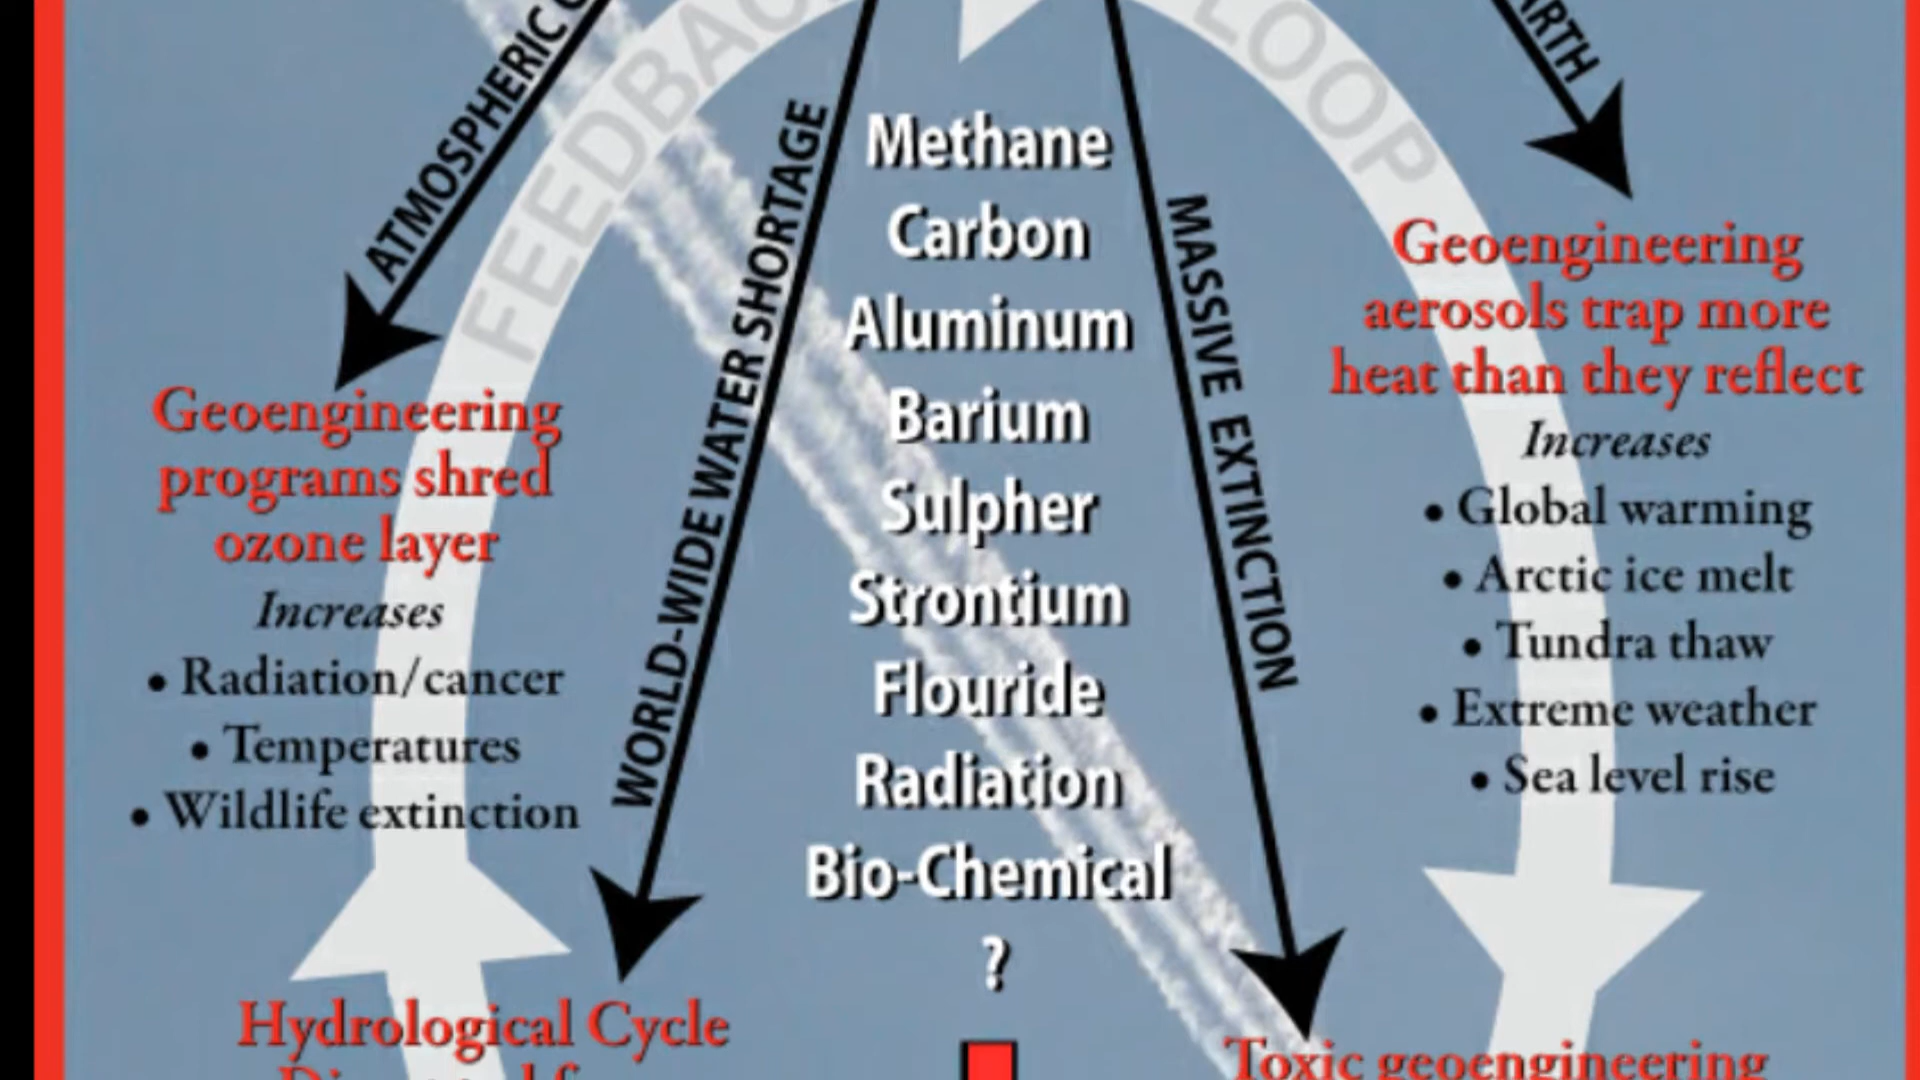 FEEDBACK LOOP
ATMOSPHERIC
WORLD-WIDE WATER SHORTAGE
MASSIVE EXTINCTION
Methane
Carbon
Aluminum
Barium
Sulpher
Strontium
Flouride
Radiation
Bio-Chemical
?
Geoengineering
programs shred
ozone layer
Increases
• Radiation/cancer
• Temperatures
• Wildlife extinction
Geoengineering
aerosols trap more
heat than they reflect
Increases
• Global warming
• Arctic ice melt
• Tundra thaw
• Extreme weather
• Sea level rise
Hydrological Cycle
Toxic geoengineering